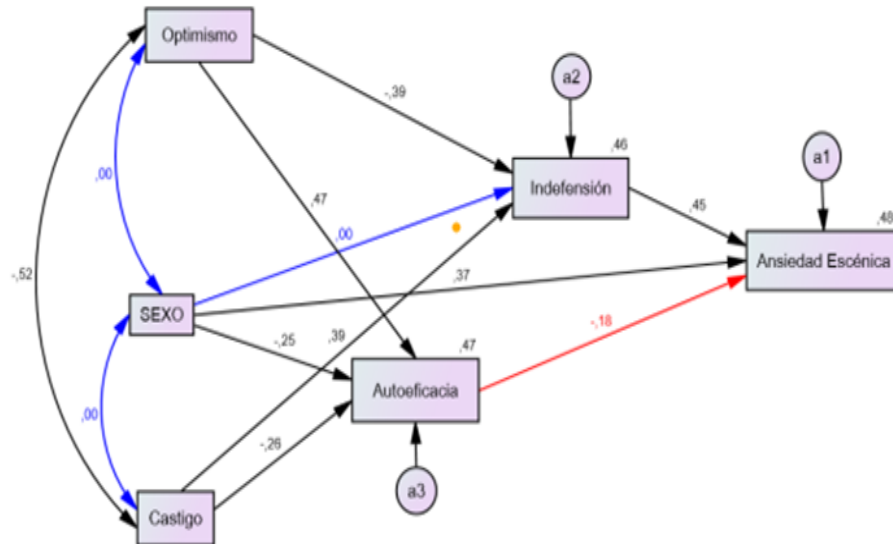 Optimismo
a2
-,39
,46
a1
,00
,47
Indefensión
,45
,48
,00
Ansiedad Escénica
-,52
,37
SEXO
-,25
,39
,47
-,18
,00
Autoeficacia
-,26
Castigo
a3